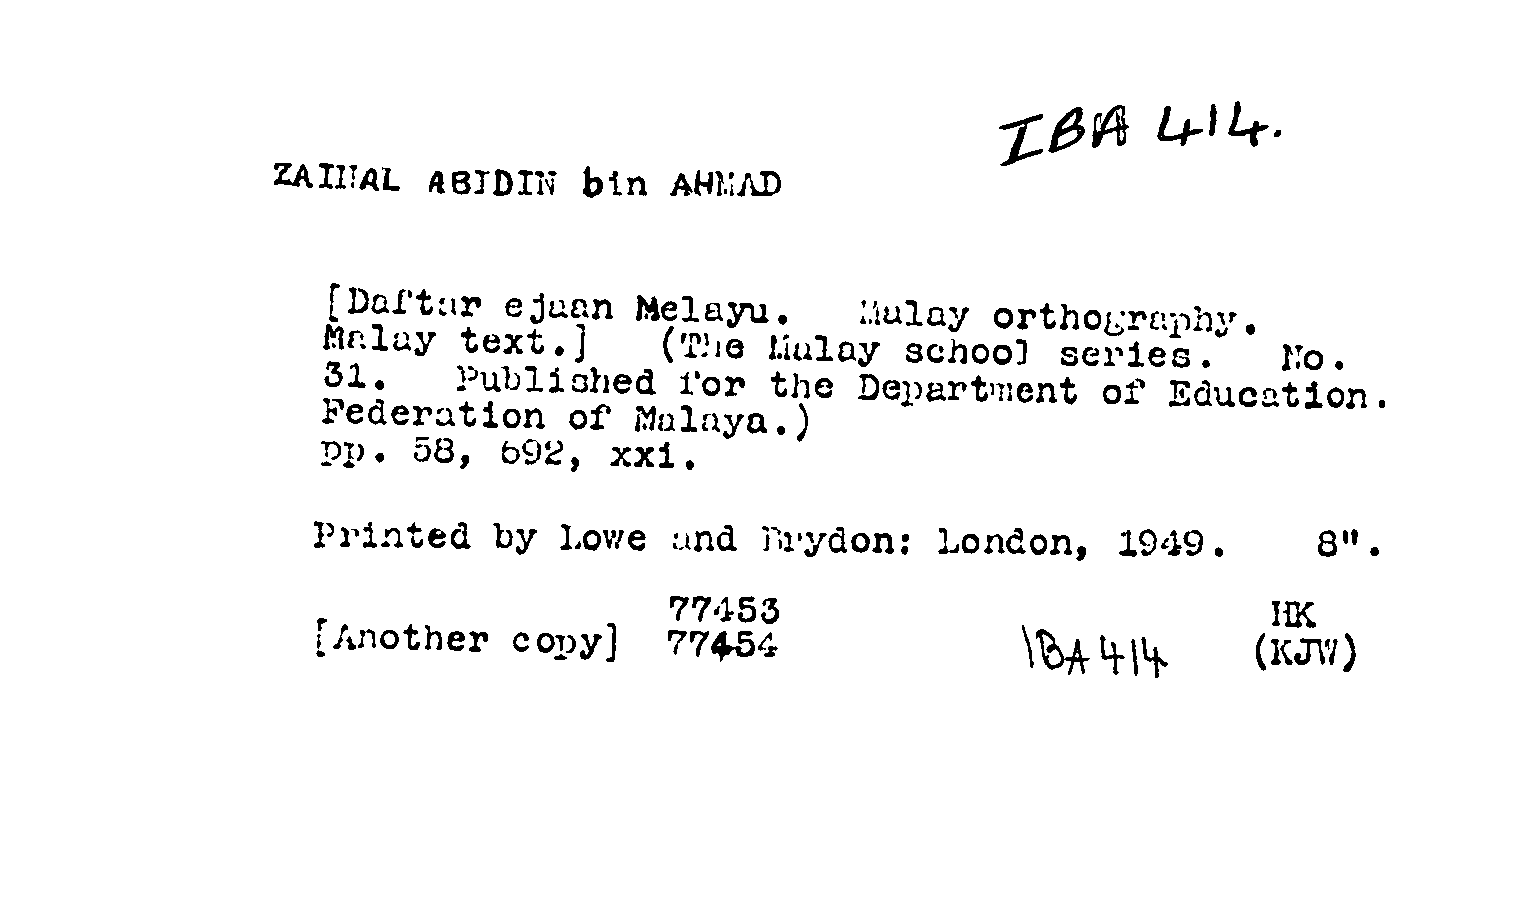 IBA 414.
ZAINAL ABIDIN bin AHMAD
[Daftar ejaan Melayu. Malay orthography.
Malay text.] (The Malay school series. No.
31. Published for the Department of Education.
Federation of Malaya.)
pp. 58, 692, xxi.
Printed by Lowe and Brydon: London, 1949. 8".
77453 HK
[Another copy] 77454 IBA 414 (KJW)